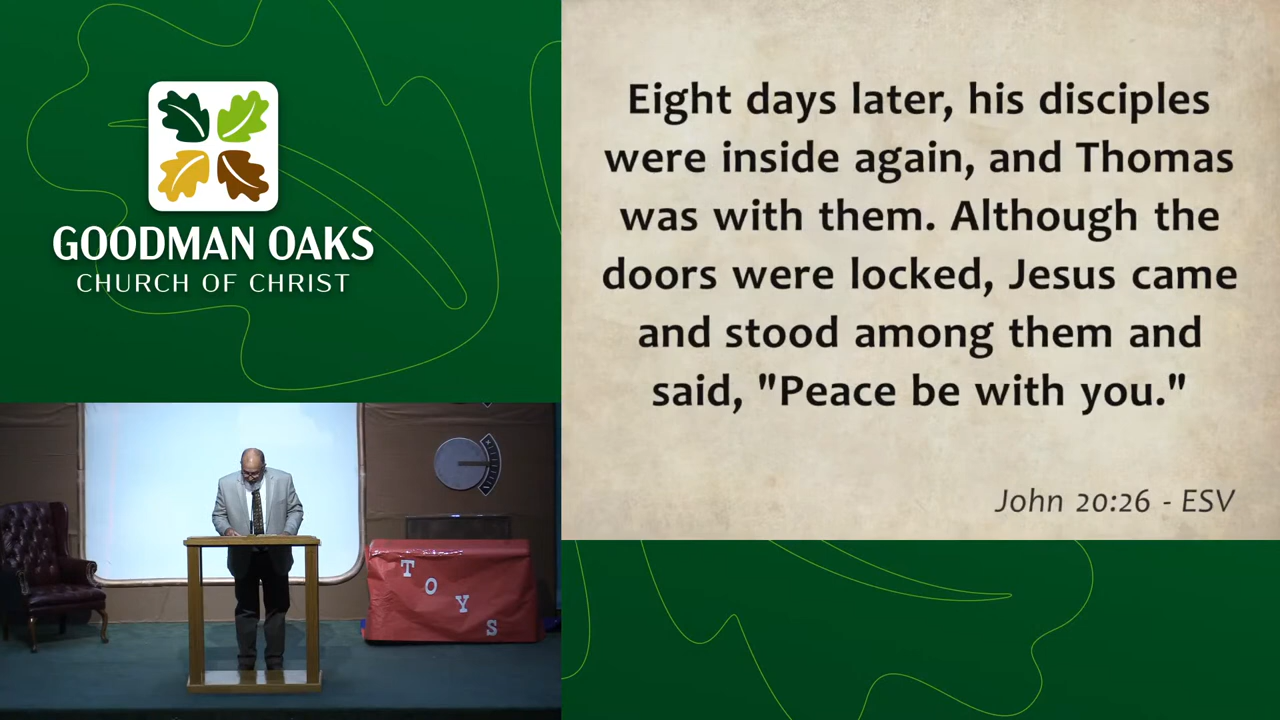 GOODMAN OAKS
CHURCH OF CHRIST
Eight days later, his disciples
were inside again, and Thomas
was with them. Although the
doors were locked, Jesus came
and stood among them and
said, "Peace be with you."
John 20:26 - ESV
TOYS